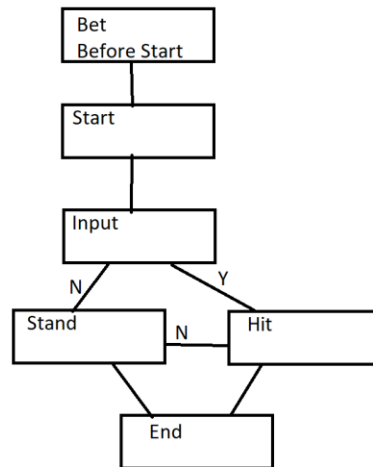 Bet
Before Start
Start
Input
N
Y
Stand
N
Hit
End